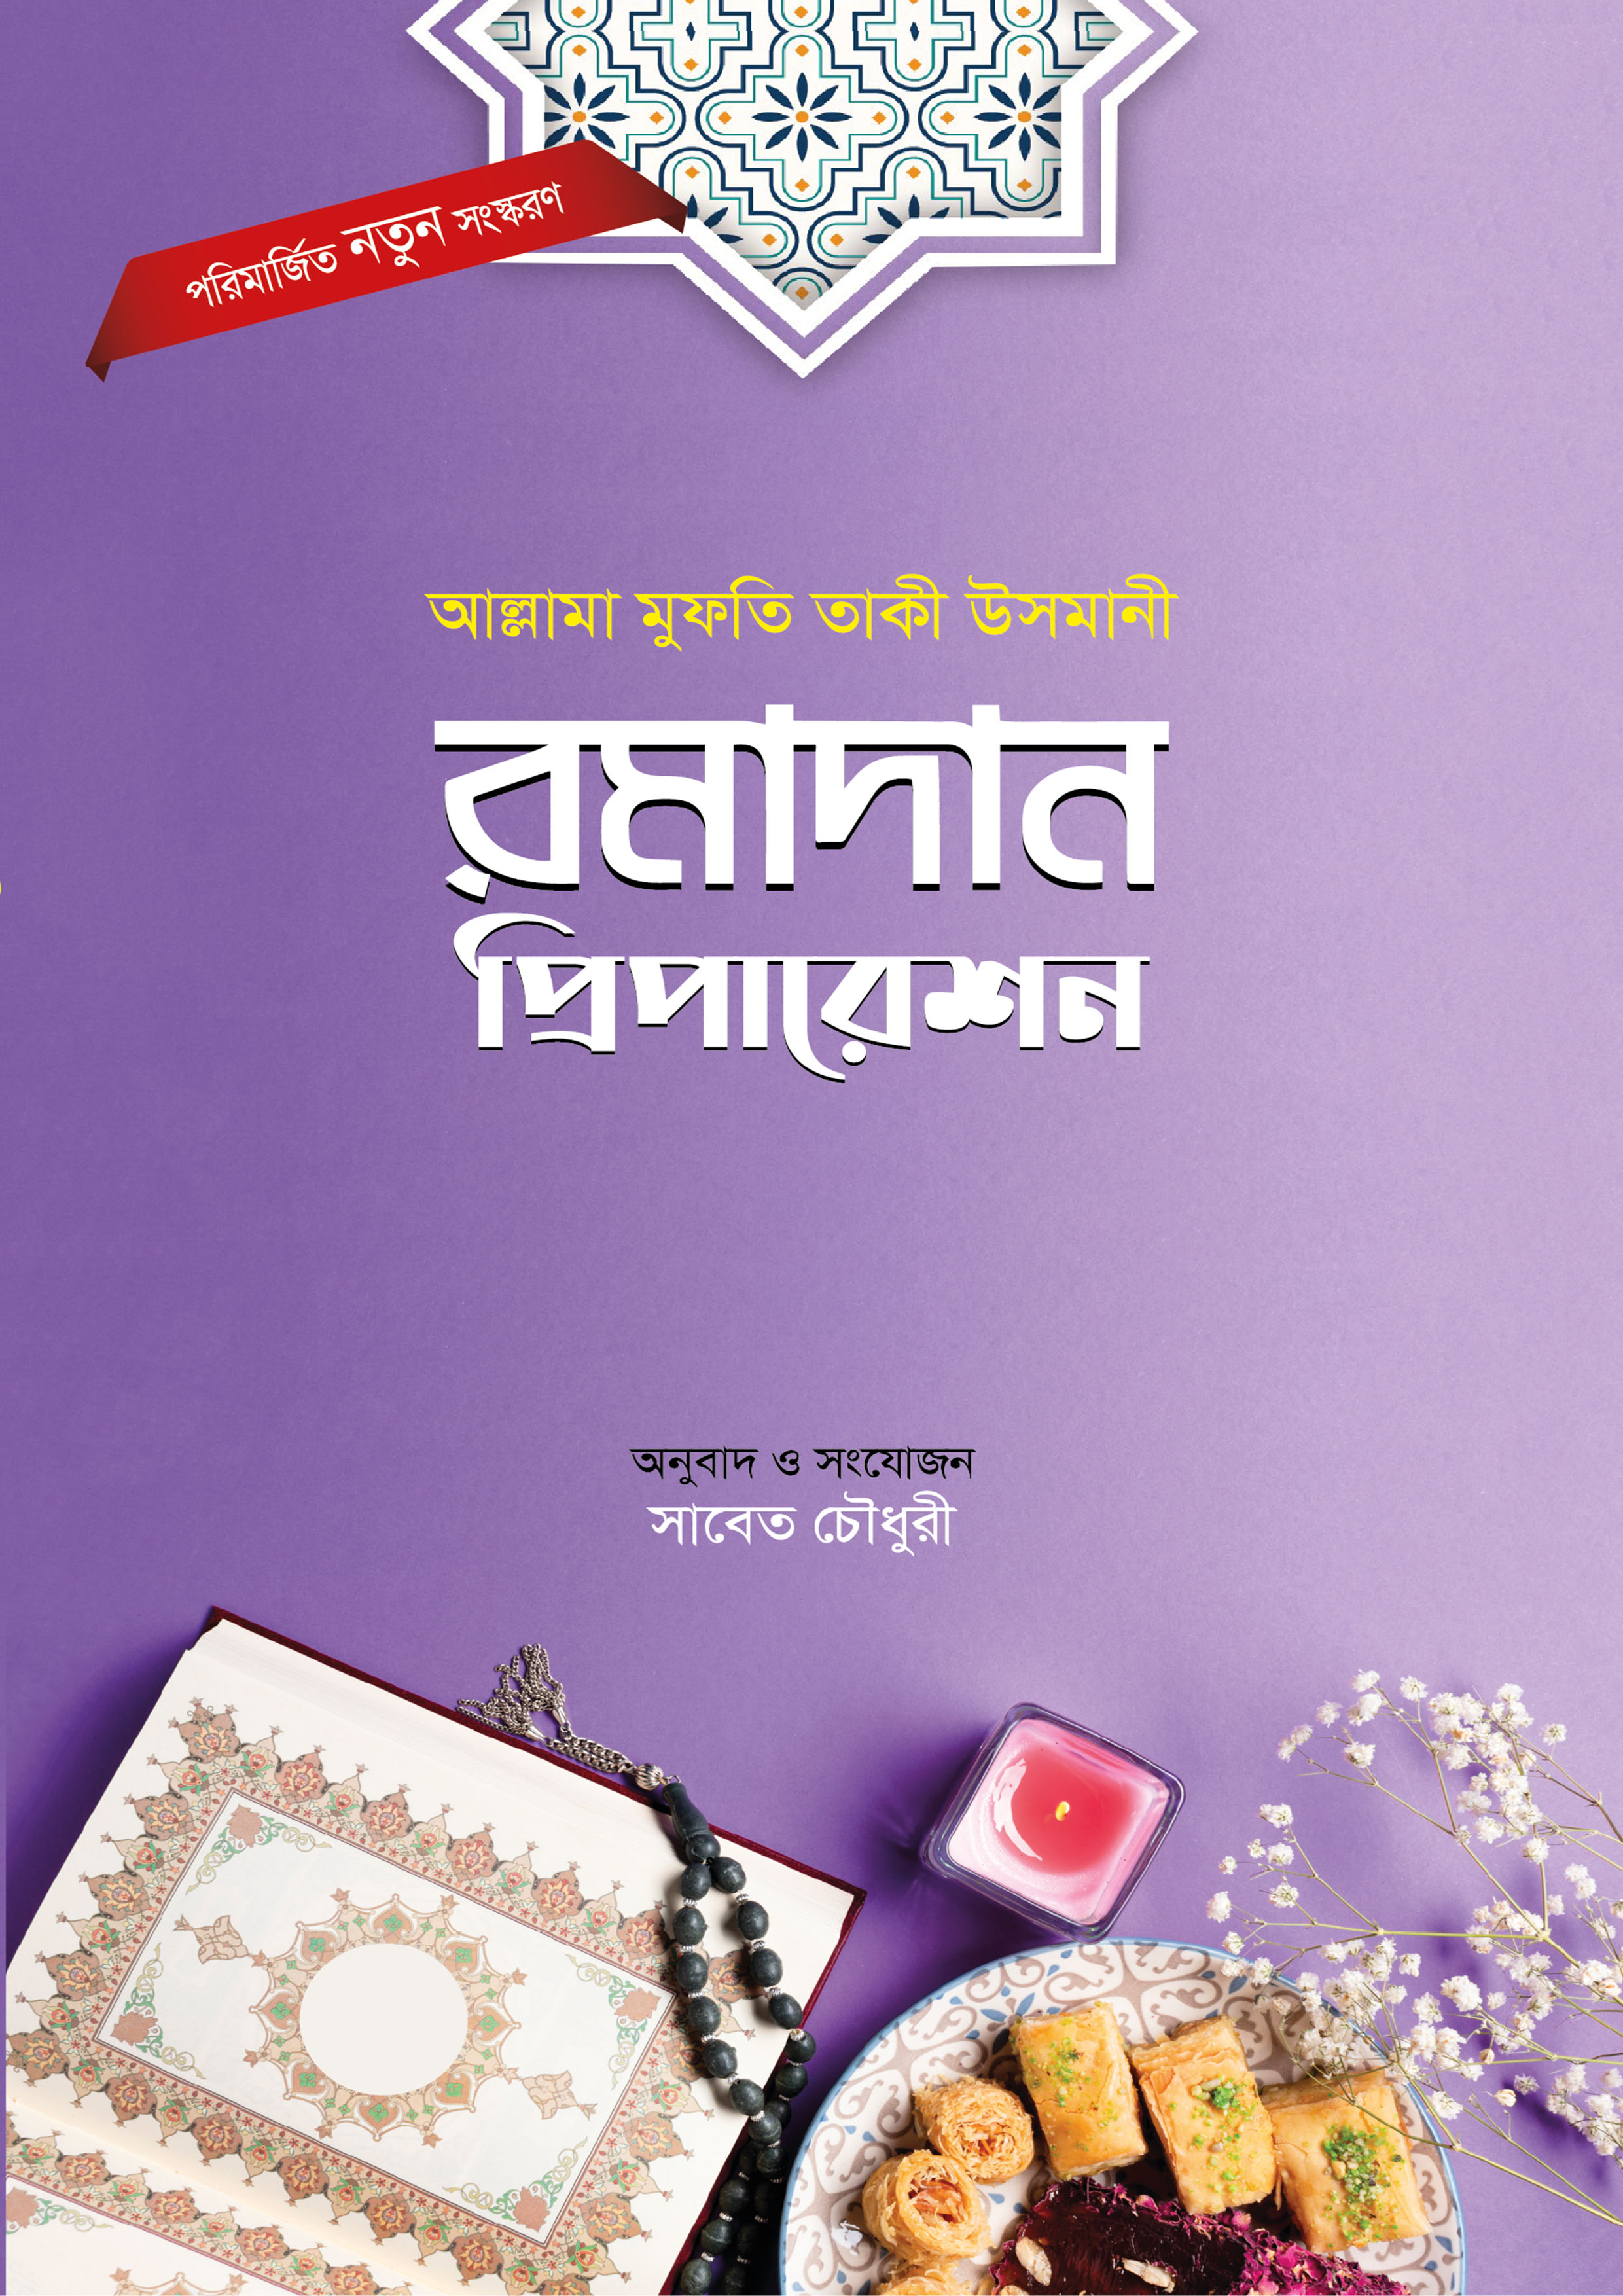 পরিমার্জিত নতুন সংস্করণ
আল্লামা মুফতি তাকী উসমানী
রমাদান
প্রিপারেশন
অনুবাদ ও সংযোজন
সাবেত চৌধুরী